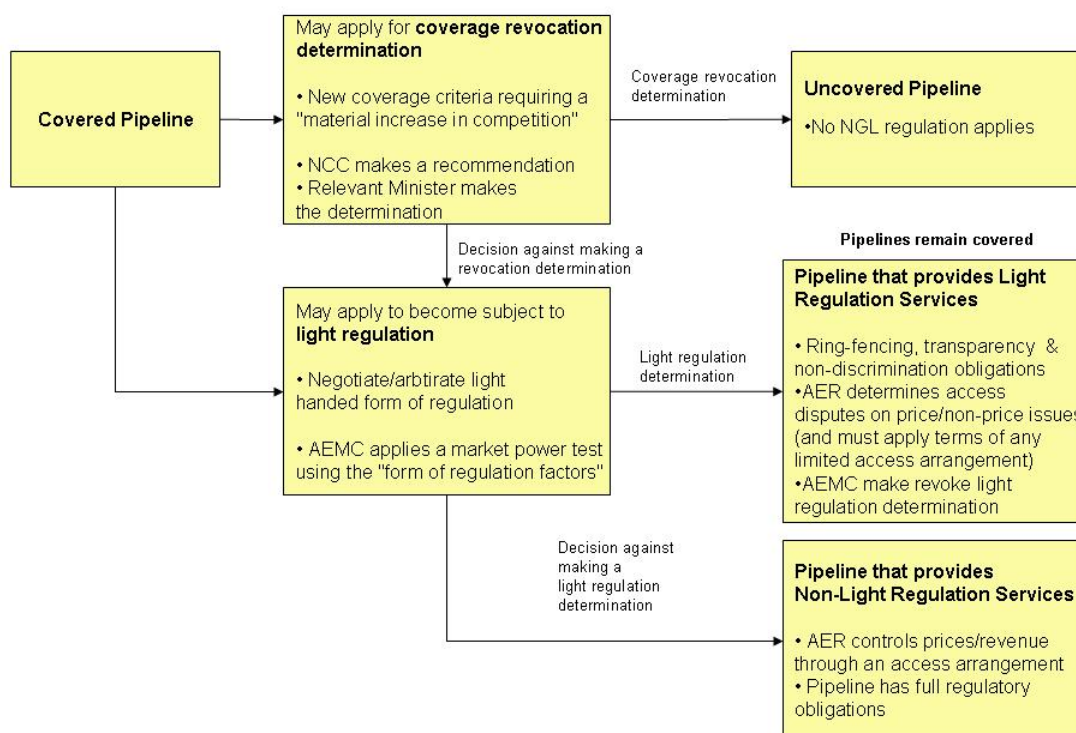 Covered Pipeline
May apply for coverage revocation
determination
• New coverage criteria requiring a
"material increase in competition"
• NCC makes a recommendation
• Relevant Minister makes
the determination
Coverage revocation
determination
Uncovered Pipeline
•No NGL regulation applies
Decision against making a
revocation determination
May apply to become subject to
light regulation
• Negotiate/arbtirate light
handed form of regulation
• AEMC applies a market power test
using the "form of regulation factors"
Light regulation
determination
Pipelines remain covered
Pipeline that provides Light
Regulation Services
• Ring-fencing, transparency &
non-discrimination obligations
•AER determines access
disputes on price/non-price issues
(and must apply terms of any
limited access arrangement)
•AEMC make revoke light
regulation determination
Decision against
making a
light regulation
determination
Pipeline that provides
Non-Light Regulation Services
• AER controls prices/revenue
through an access arrangement
• Pipeline has full regulatory
obligations